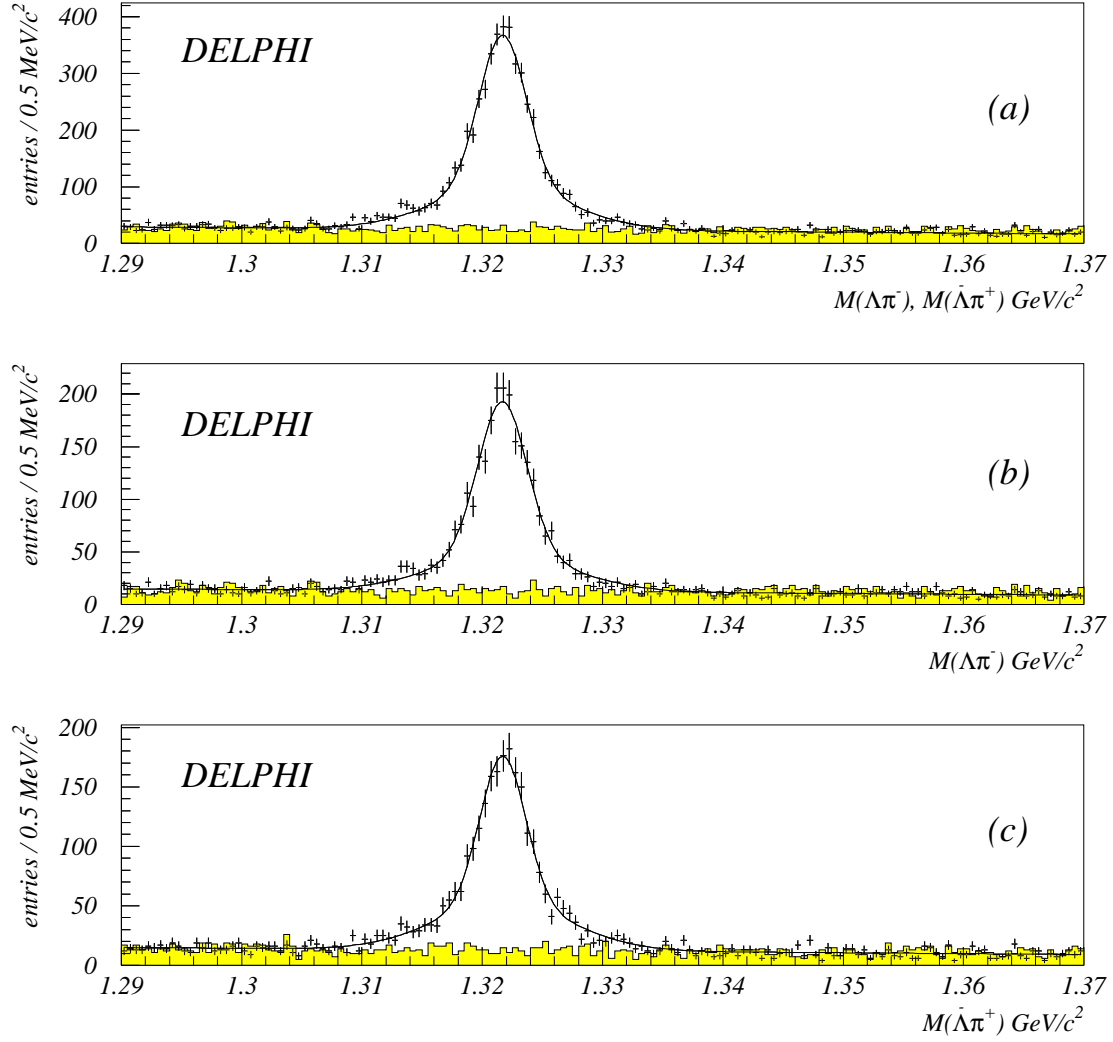 entries / 0.5 MeV/c²
400
300
200
100
0
DELPHI
(a)
1.29 1.3 1.31 1.32 1.33 1.34 1.35 1.36 1.37
M(Λπ⁻), M(Λ̄π⁺) GeV/c²
entries / 0.5 MeV/c²
200
150
100
50
0
DELPHI
(b)
1.29 1.3 1.31 1.32 1.33 1.34 1.35 1.36 1.37
M(Λπ⁻) GeV/c²
entries / 0.5 MeV/c²
200
150
100
50
0
DELPHI
(c)
1.29 1.3 1.31 1.32 1.33 1.34 1.35 1.36 1.37
M(Λ̄π⁺) GeV/c²